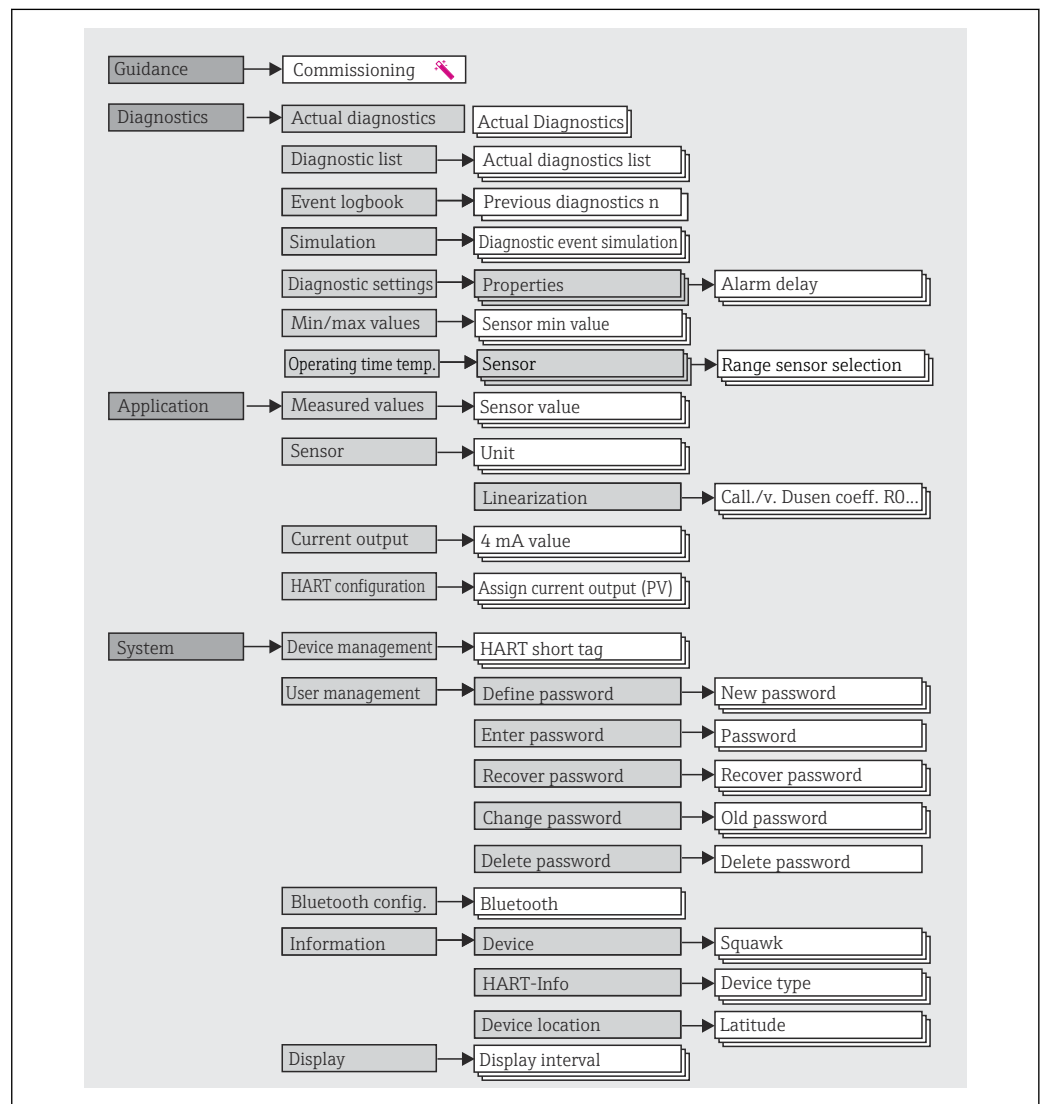 Guidance Commissioning
Diagnostics Actual diagnostics Actual Diagnostics
Diagnostic list Actual diagnostics list
Event logbook Previous diagnostics n
Simulation Diagnostic event simulation
Diagnostic settings Properties Alarm delay
Min/max values Sensor min value
Operating time temp. Sensor Range sensor selection
Application Measured values Sensor value
Sensor Unit
Linearization Call./v. Dusen coeff. R0...
Current output 4 mA value
HART configuration Assign current output (PV)
System Device management HART short tag
User management Define password New password
Enter password Password
Recover password Recover password
Change password Old password
Delete password Delete password
Bluetooth config. Bluetooth
Information Device Squawk
HART-Info Device type
Device location Latitude
Display Display interval